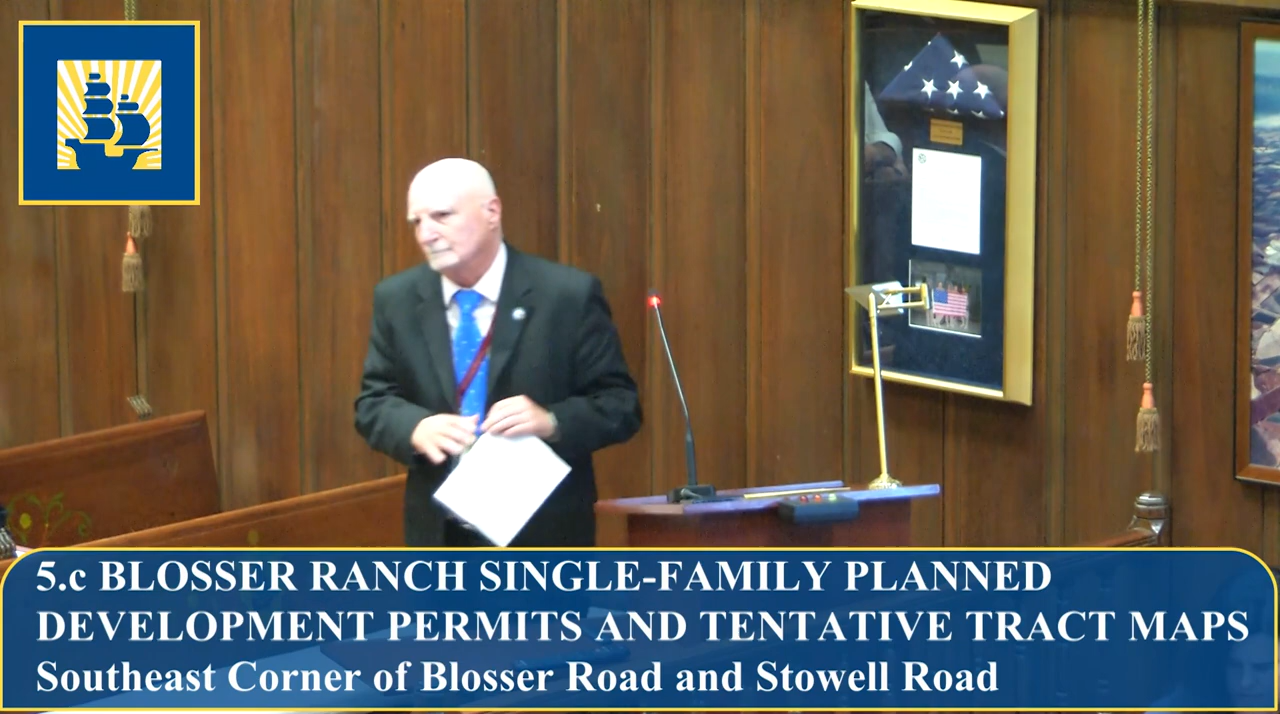 5.c BLOSSER RANCH SINGLE-FAMILY PLANNED
DEVELOPMENT PERMITS AND TENTATIVE TRACT MAPS
Southeast Corner of Blosser Road and Stowell Road